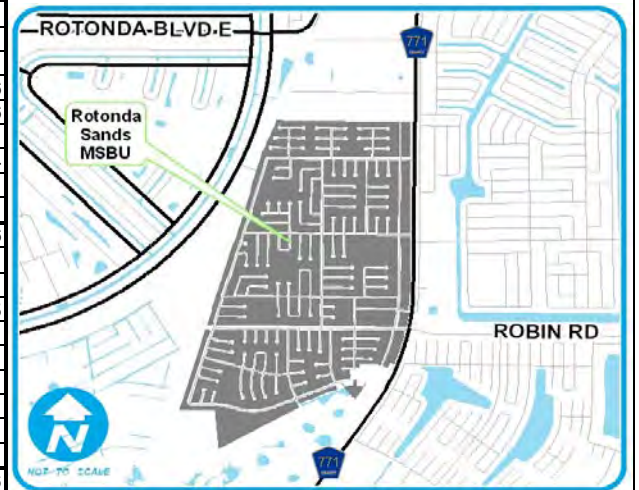 ROTONDA-BLVD-E
771
Rotonda
Sands
MSBU
ROBIN RD
N
NOT TO SCALE
771